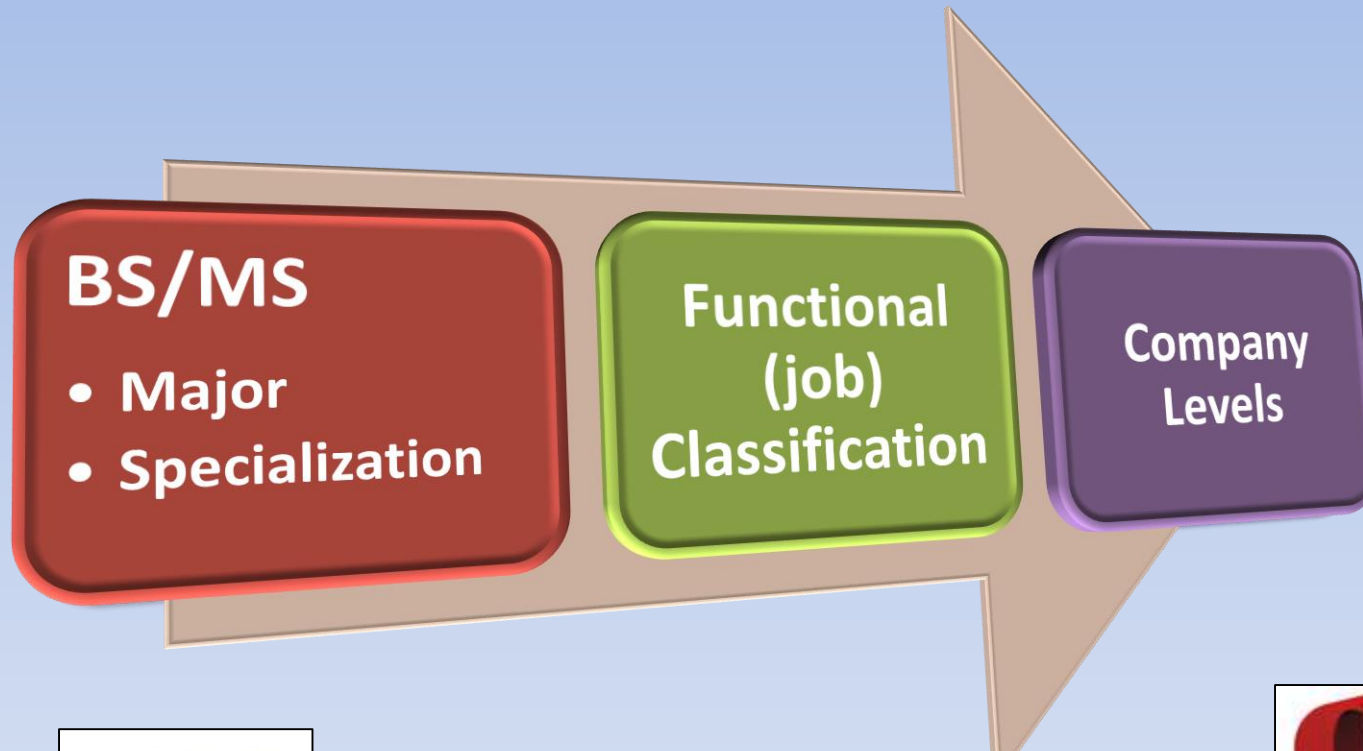 BS/MS
• Major
• Specialization
Functional
(job)
Classification
Company
Levels